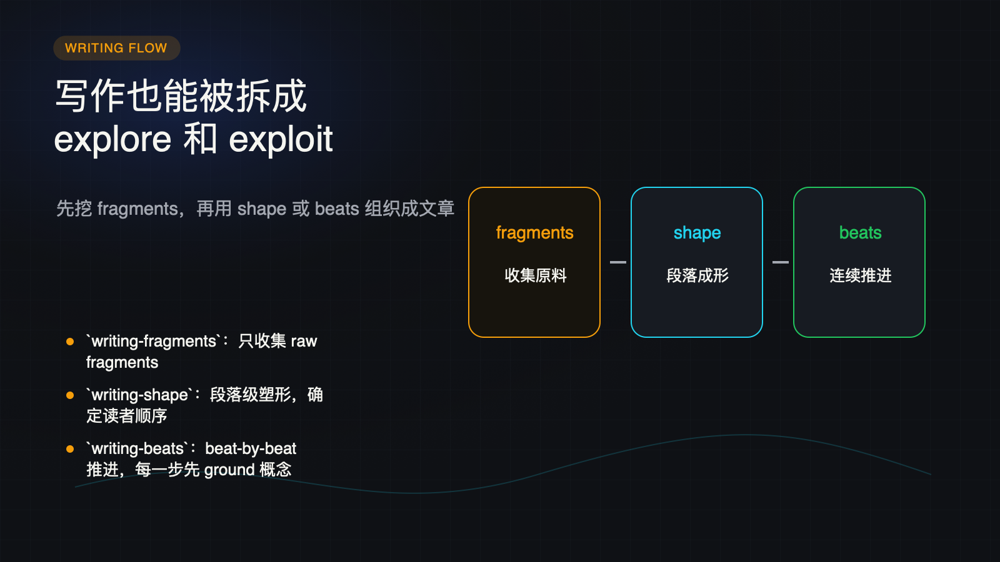 WRITING FLOW
写作也能被拆成
explore 和 exploit
先挖 fragments，再用 shape 或 beats 组织成文章
fragments
收集原料
shape
段落成形
beats
连续推进
`writing-fragments`：只收集 raw
fragments
`writing-shape`：段落级塑形，确
定读者顺序
`writing-beats`：beat-by-beat
推进，每一步先 ground 概念